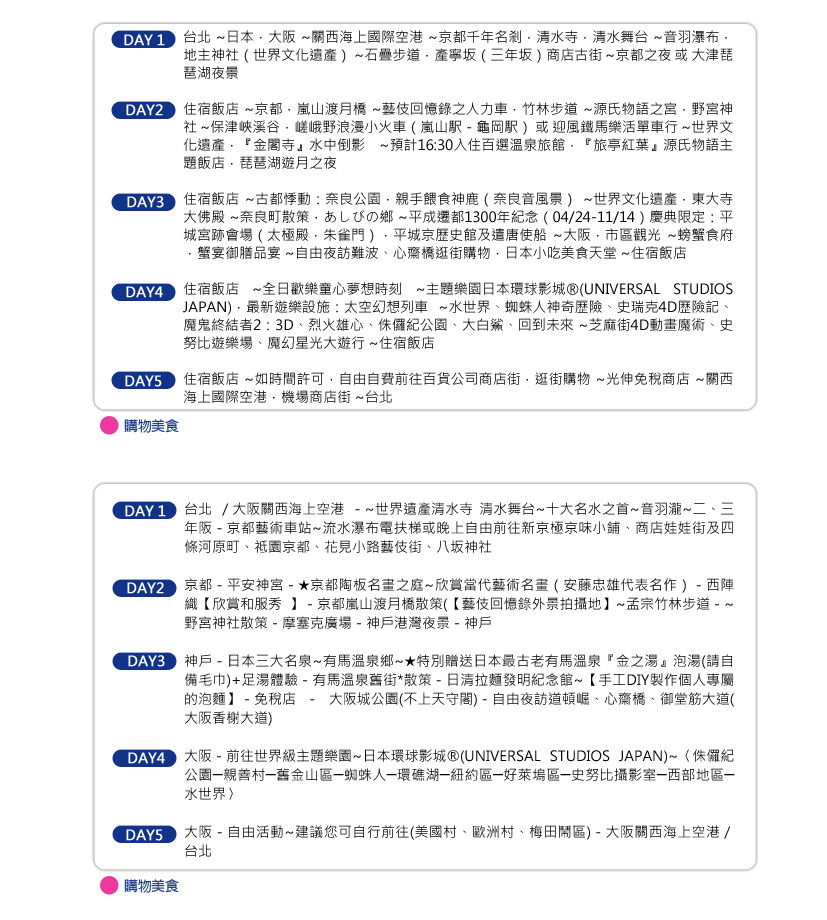 DAY 1 台北 ~日本．大阪 ~關西海上國際空港 ~京都千年名剎．清水寺．清水舞台 ~音羽瀑布．
地主神社（世界文化遺產） ~石疊步道．產寧坂（三年坂）商店古街 ~京都之夜 或 大津琵
琶湖夜景
DAY2 住宿飯店 ~京都．嵐山渡月橋 ~藝伎回憶錄之人力車．竹林步道 ~源氏物語之宮．野宮神
社 ~保津峽溪谷．嵯峨野浪漫小火車（嵐山駅－龜岡駅） 或 迎風鐵馬樂活單車行 ~世界文
化遺產．『金閣寺』水中倒影 ~預計16:30入住百選溫泉旅館．『旅亭紅葉』源氏物語主
題飯店．琵琶湖遊月之夜
DAY3 住宿飯店 ~古都悸動：奈良公園．親手餵食神鹿（奈良音風景） ~世界文化遺產．東大寺
大佛殿 ~奈良町散策．あしびの鄉 ~平成遷都1300年紀念（04/24-11/14）慶典限定：平
城宮跡會場（太極殿．朱雀門）．平城京歷史館及遣唐使船 ~大阪．市區觀光 ~螃蟹食府
．蟹宴御膳品宴 ~自由夜訪難波、心齋橋逛街購物．日本小吃美食天堂 ~住宿飯店
DAY4 住宿飯店 ~全日歡樂童心夢想時刻 ~主題樂園日本環球影城®(UNIVERSAL STUDIOS
JAPAN)．最新遊樂設施：太空幻想列車 ~水世界、蜘蛛人神奇歷險、史瑞克4D歷險記、
魔鬼終結者2：3D、烈火雄心、侏儸紀公園、大白鯊、回到未來 ~芝麻街4D動畫魔術、史
努比遊樂場、魔幻星光大遊行 ~住宿飯店
DAY5 住宿飯店 ~如時間許可．自由自費前往百貨公司商店街．逛街購物 ~光伸免稅商店 ~關西
海上國際空港．機場商店街 ~台北
購物美食
DAY 1 台北 / 大阪關西海上空港 - ~世界遺產清水寺 清水舞台~十大名水之首~音羽瀧~二、三
年阪－京都藝術車站~流水瀑布電扶梯或晚上自由前往新京極京味小鋪、商店娃娃街及四
條河原町、祗園京都、花見小路藝伎街、八坂神社
DAY2 京都－平安神宮－★京都陶板名畫之庭~欣賞當代藝術名畫（安藤忠雄代表名作）－西陣
織【欣賞和服秀 】－京都嵐山渡月橋散策(【藝伎回憶錄外景拍攝地】~孟宗竹林步道－~
野宮神社散策－摩塞克廣場－神戶港灣夜景－神戶
DAY3 神戶－日本三大名泉~有馬溫泉鄉~★特別贈送日本最古老有馬溫泉『金之湯』泡湯(請自
備毛巾)+足湯體驗－有馬溫泉舊街*散策－日清拉麵發明紀念館~【手工DIY製作個人專屬
的泡麵】－免稅店 － 大阪城公園(不上天守閣)－自由夜訪道頓崛、心齋橋、御堂筋大道(
大阪香榭大道)
DAY4 大阪－前往世界級主題樂園~日本環球影城®(UNIVERSAL STUDIOS JAPAN)~〈侏儸紀
公園─親善村─舊金山區─蜘蛛人─環礁湖─紐約區─好萊塢區─史努比攝影室─西部地區─
水世界〉
DAY5 大阪－自由活動~建議您可自行前往(美國村、歐洲村、梅田鬧區)－大阪關西海上空港 /
台北
購物美食